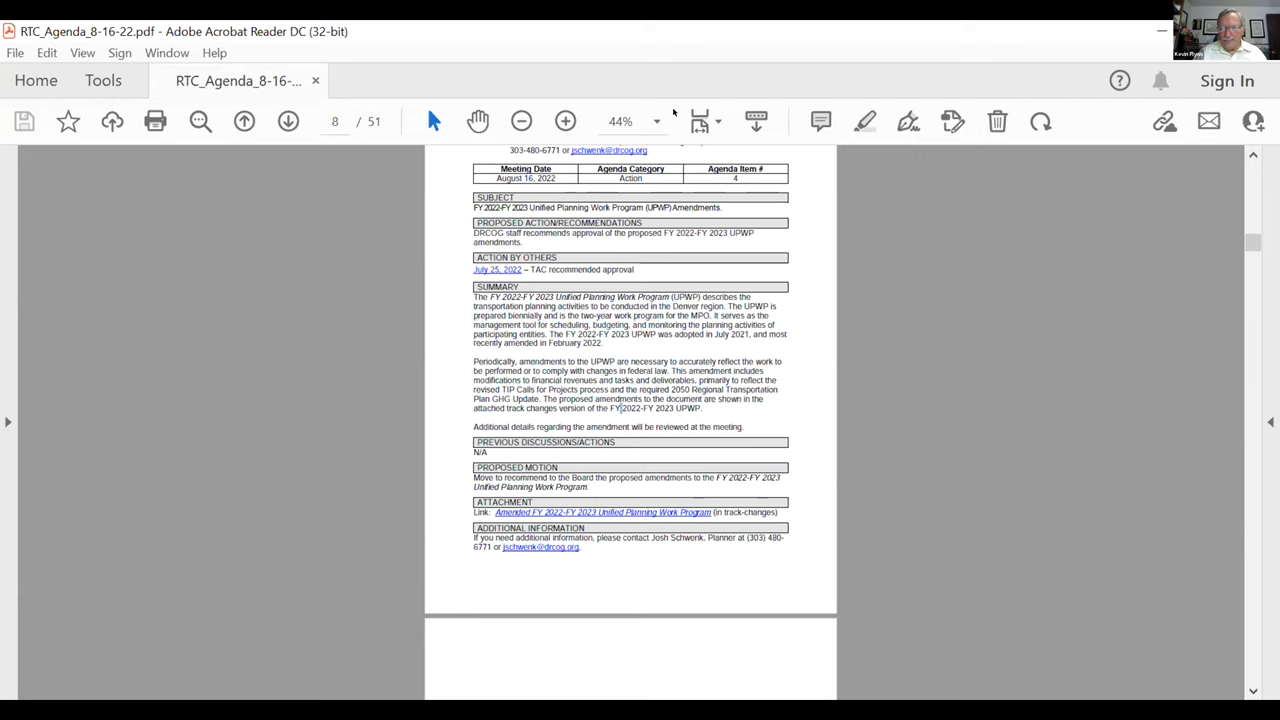 RTC_Agenda_8-16-22.pdf - Adobe Acrobat Reader DC (32-bit)
Kevin Flynn
File Edit View Sign Window Help
Home Tools RTC_Agenda_8-16-... × Sign In
8 / 51 44%
303-480-6771 or jschwenk@drcog.org
Meeting Date Agenda Category Agenda Item #
August 16, 2022 Action 4
SUBJECT
FY 2022-FY 2023 Unified Planning Work Program (UPWP) Amendments.
PROPOSED ACTION/RECOMMENDATIONS
DRCOG staff recommends approval of the proposed FY 2022-FY 2023 UPWP
amendments.
ACTION BY OTHERS
July 25, 2022 – TAC recommended approval
SUMMARY
The FY 2022-FY 2023 Unified Planning Work Program (UPWP) describes the
transportation planning activities to be conducted in the Denver region. The UPWP is
prepared biennially and is the two-year work program for the MPO. It serves as the
management tool for scheduling, budgeting, and monitoring the planning activities of
participating entities. The FY 2022-FY 2023 UPWP was adopted in July 2021, and most
recently amended in February 2022.
Periodically, amendments to the UPWP are necessary to accurately reflect the work to
be performed or to comply with changes in federal law. This amendment includes
modifications to financial revenues and tasks and deliverables, primarily to reflect the
revised TIP Calls for Projects process and the required 2050 Regional Transportation
Plan GHG Update. The proposed amendments to the document are shown in the
attached track changes version of the FY 2022-FY 2023 UPWP.
Additional details regarding the amendment will be reviewed at the meeting.
PREVIOUS DISCUSSIONS/ACTIONS
N/A
PROPOSED MOTION
Move to recommend to the Board the proposed amendments to the FY 2022-FY 2023
Unified Planning Work Program.
ATTACHMENT
Link: Amended FY 2022-FY 2023 Unified Planning Work Program (in track-changes)
ADDITIONAL INFORMATION
If you need additional information, please contact Josh Schwenk, Planner at (303) 480-
6771 or jschwenk@drcog.org.